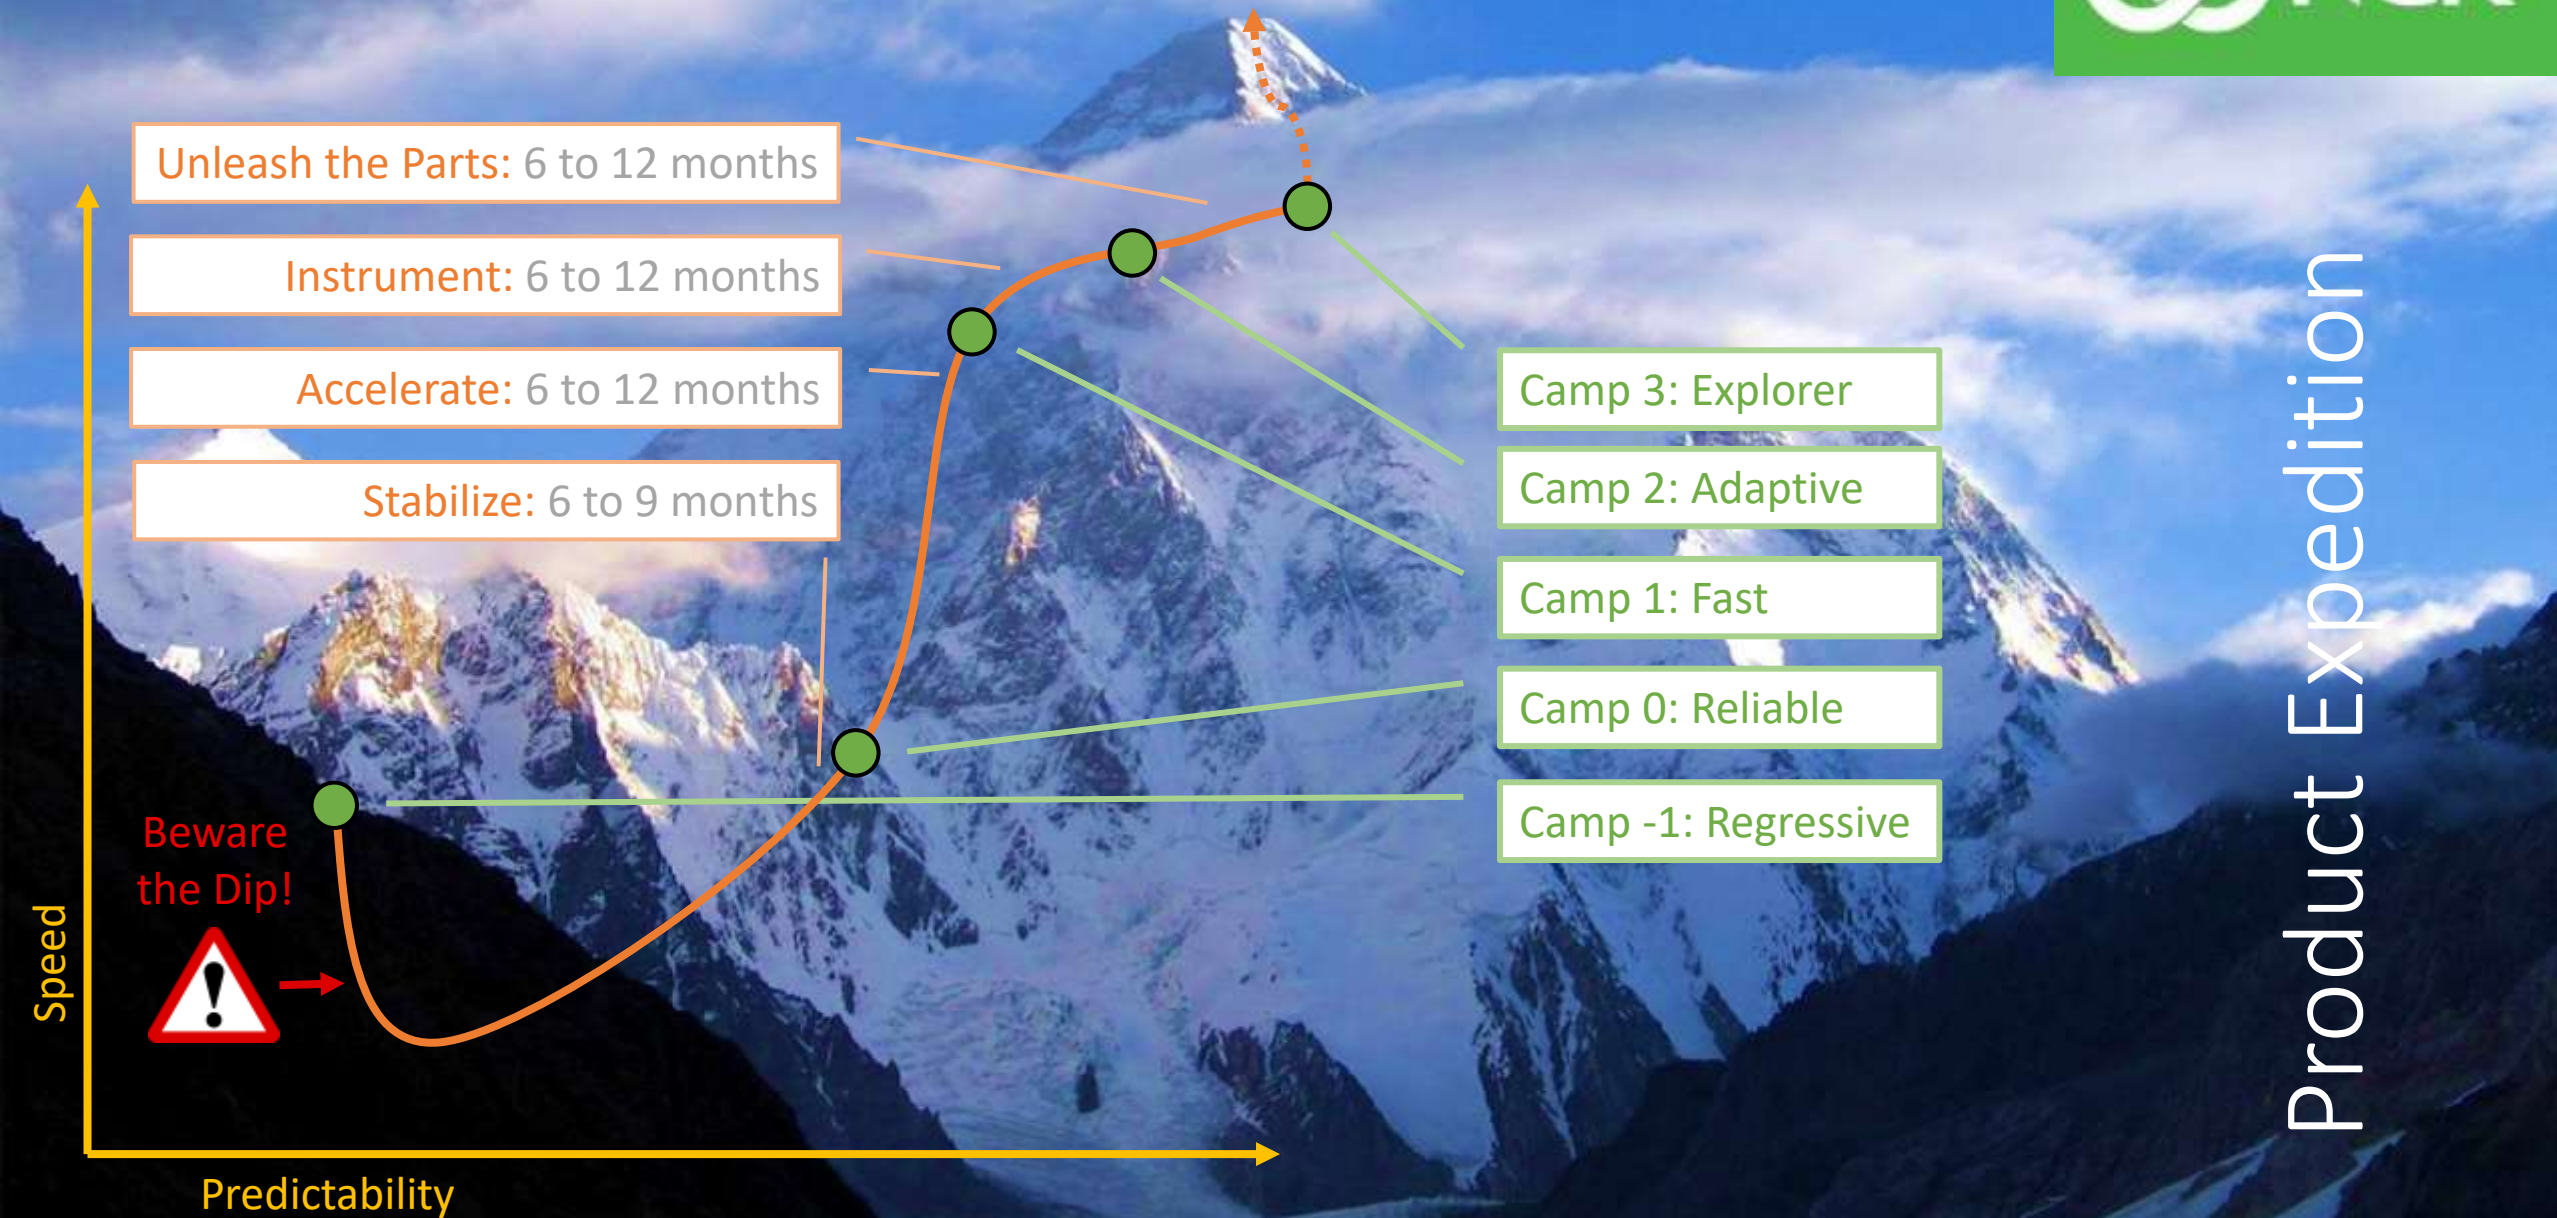 Unleash the Parts: 6 to 12 months
Instrument: 6 to 12 months
Accelerate: 6 to 12 months
Stabilize: 6 to 9 months
Camp 3: Explorer
Camp 2: Adaptive
Camp 1: Fast
Camp 0: Reliable
Camp -1: Regressive
Beware
the Dip!
Speed
Predictability
Product Expedition